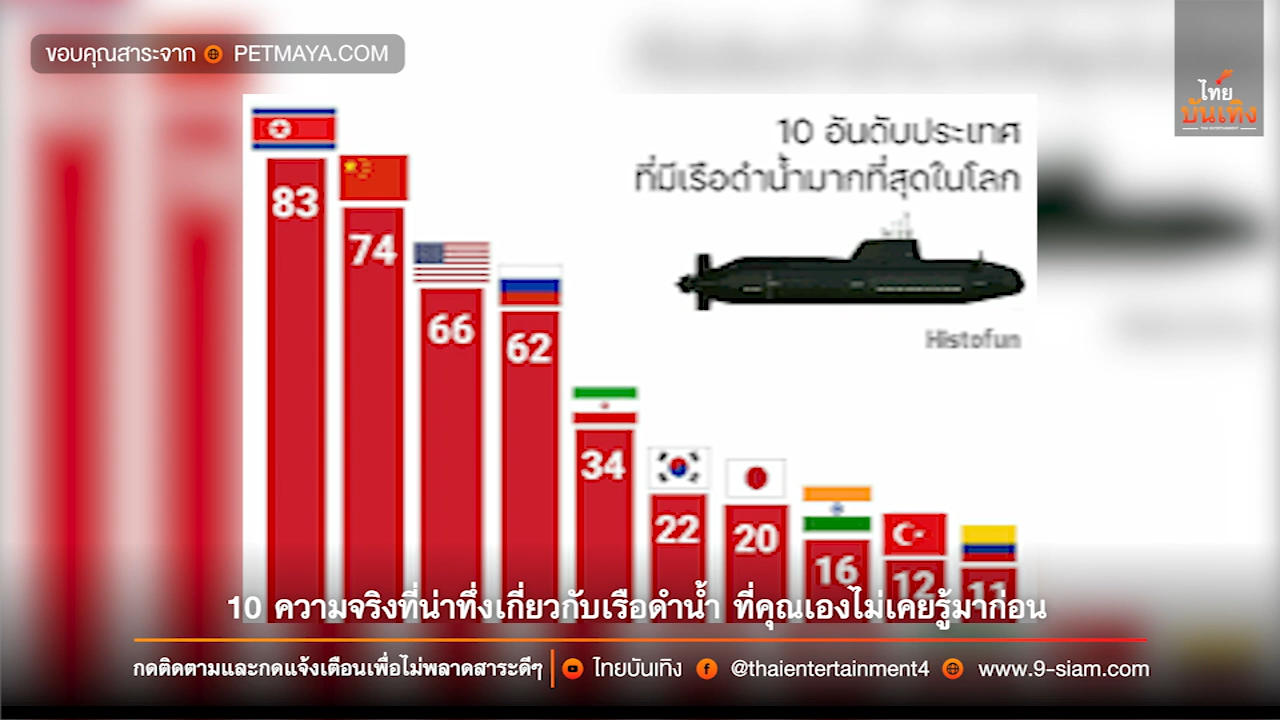 ขอบคุณสาระจาก PETMAYA.COM
ไทย
บันเทิง
THAI ENTERTAINMENT
10 อันดับประเทศ
ที่มีเรือดำน้ำมากที่สุดในโลก
Histofun
83
74
66
62
34
22
20
16
12
11
10 ความจริงที่น่าทึ่งเกี่ยวกับเรือดำน้ำ ที่คุณเองไม่เคยรู้มาก่อน
กดติดตามและกดแจ้งเตือนเพื่อไม่พลาดสาระดีๆ ไทยบันเทิง @thaientertainment4 www.9-siam.com